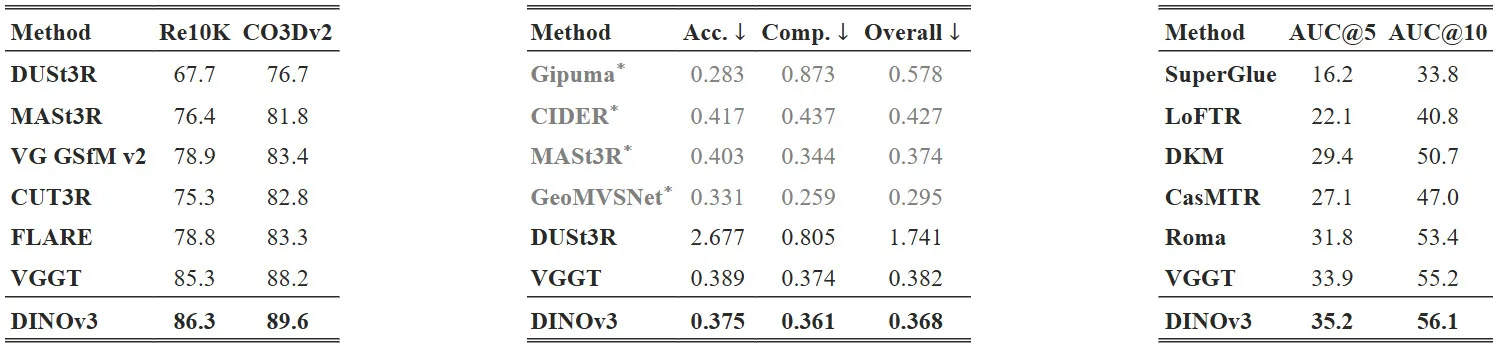 Method Re10K CO3Dv2
DUSt3R 67.7 76.7
MASt3R 76.4 81.8
VG GSfM v2 78.9 83.4
CUT3R 75.3 82.8
FLARE 78.8 83.3
VGGT 85.3 88.2
DINOv3 86.3 89.6
Method Acc.↓ Comp.↓ Overall↓
Gipuma* 0.283 0.873 0.578
CIDER* 0.417 0.437 0.427
MASt3R* 0.403 0.344 0.374
GeoMVSNet* 0.331 0.259 0.295
DUSt3R 2.677 0.805 1.741
VGGT 0.389 0.374 0.382
DINOv3 0.375 0.361 0.368
Method AUC@5 AUC@10
SuperGlue 16.2 33.8
LoFTR 22.1 40.8
DKM 29.4 50.7
CasMTR 27.1 47.0
Roma 31.8 53.4
VGGT 33.9 55.2
DINOv3 35.2 56.1